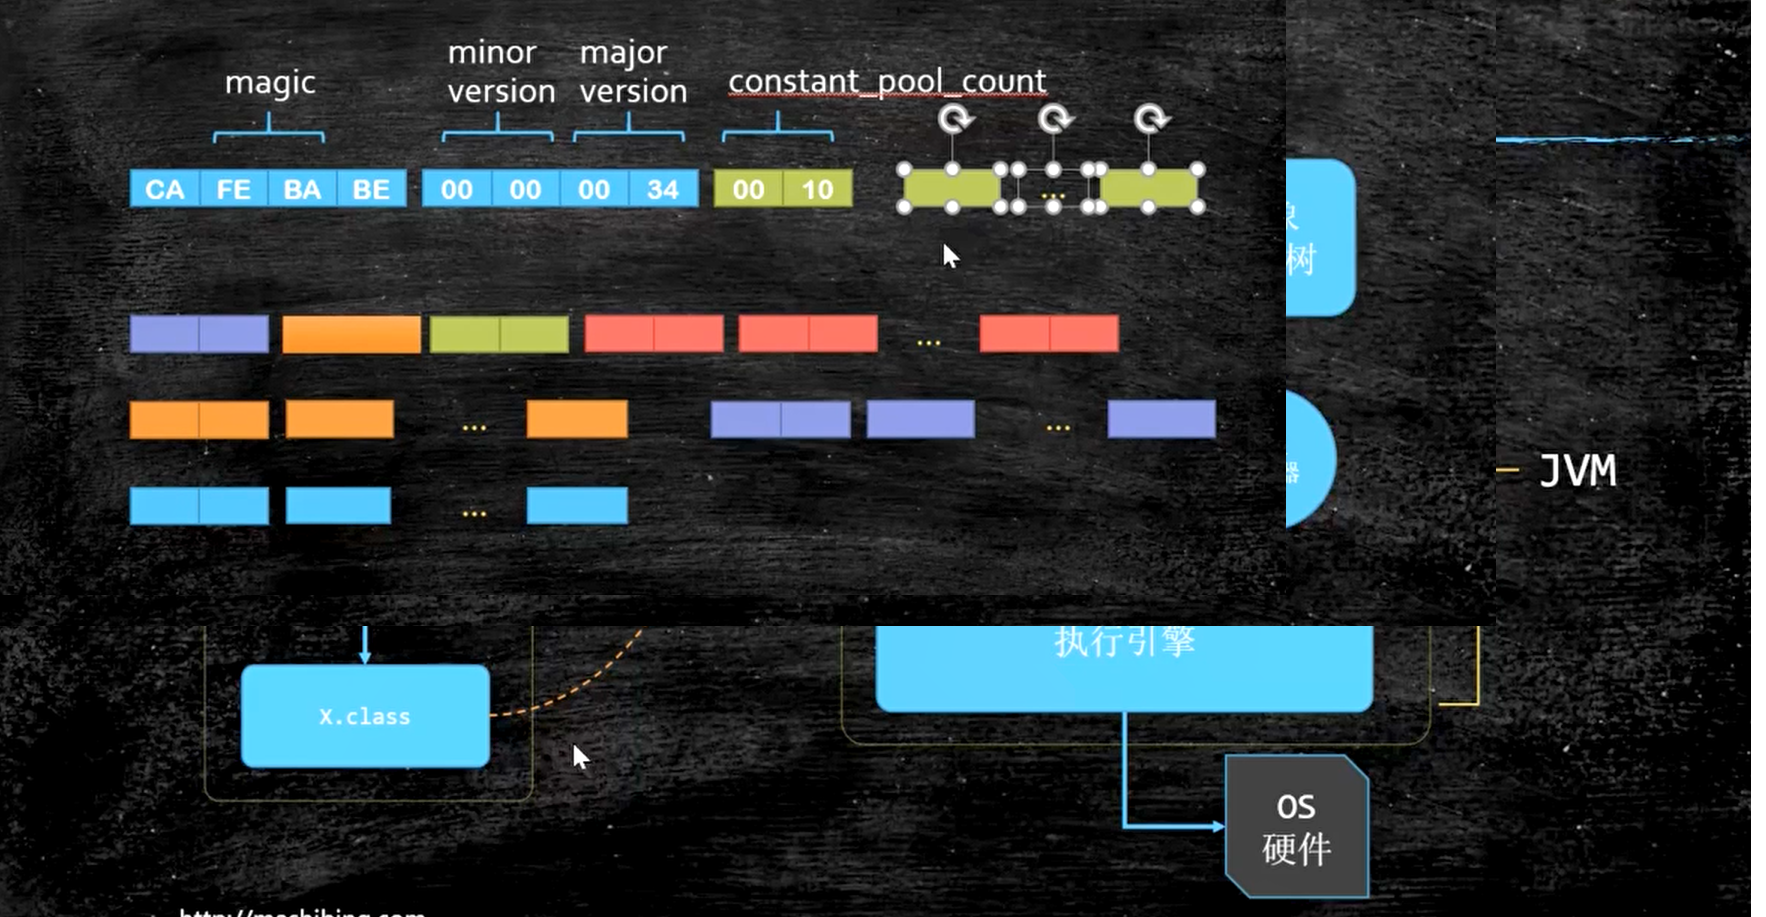 magic
minor
version
major
version
constant_pool_count
CA FE BA BE
00 00 00 34
00 10
...
...
...
...
...
树
器
JVM
执行引擎
X.class
OS
硬件